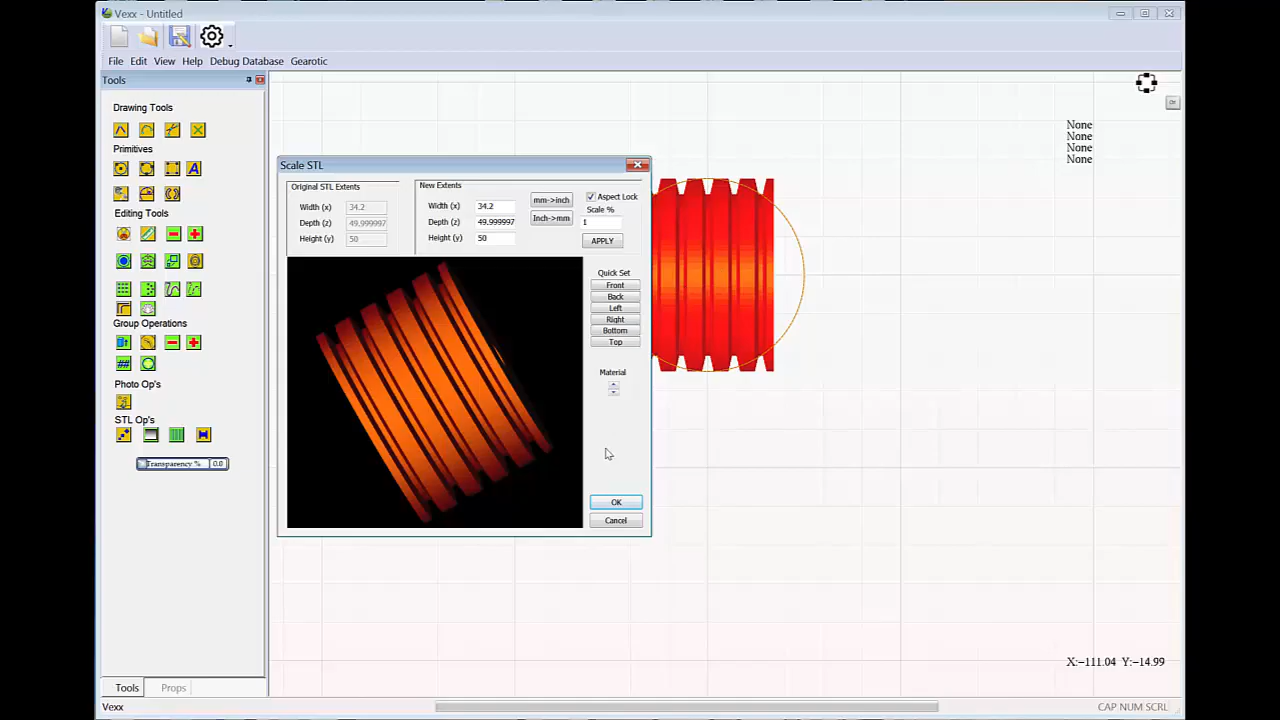 Vexx - Untitled
File Edit View Help Debug Database Gearotic
Tools
Drawing Tools
Primitives
A
Editing Tools
Group Operations
Photo Op's
STL Op's
Transparency % 0.0
Tools Props
Vexx
Scale STL
Original STL Extents
Width (x) 34.2
Depth (z) 49.999997
Height (y) 50
New Extents
Width (x) 34.2
Depth (z) 49.999997
Height (y) 50
mm->inch
Inch->mm
Aspect Lock
Scale %
1
APPLY
Quick Set
Front
Back
Left
Right
Bottom
Top
Material
OK
Cancel
None
None
None
None
X:-111.04 Y:-14.99
CAP NUM SCRL